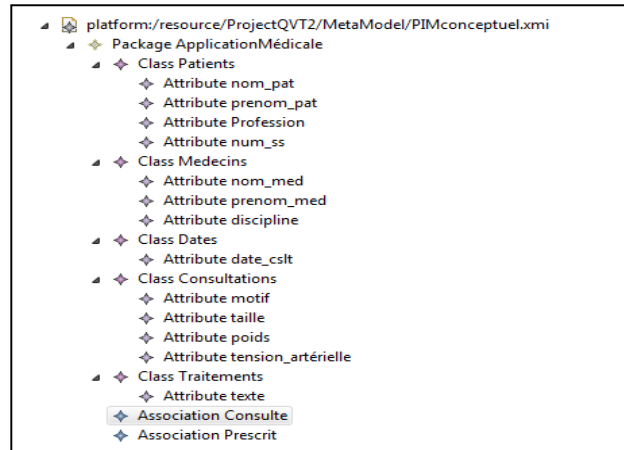 platform:/resource/ProjectQVT2/MetaModel/PIMconceptuel.xmi
Package ApplicationMédicale
Class Patients
Attribute nom_pat
Attribute prenom_pat
Attribute Profession
Attribute num_ss
Class Medecins
Attribute nom_med
Attribute prenom_med
Attribute discipline
Class Dates
Attribute date_cslt
Class Consultations
Attribute motif
Attribute taille
Attribute poids
Attribute tension_artérielle
Class Traitements
Attribute texte
Association Consulte
Association Prescrit